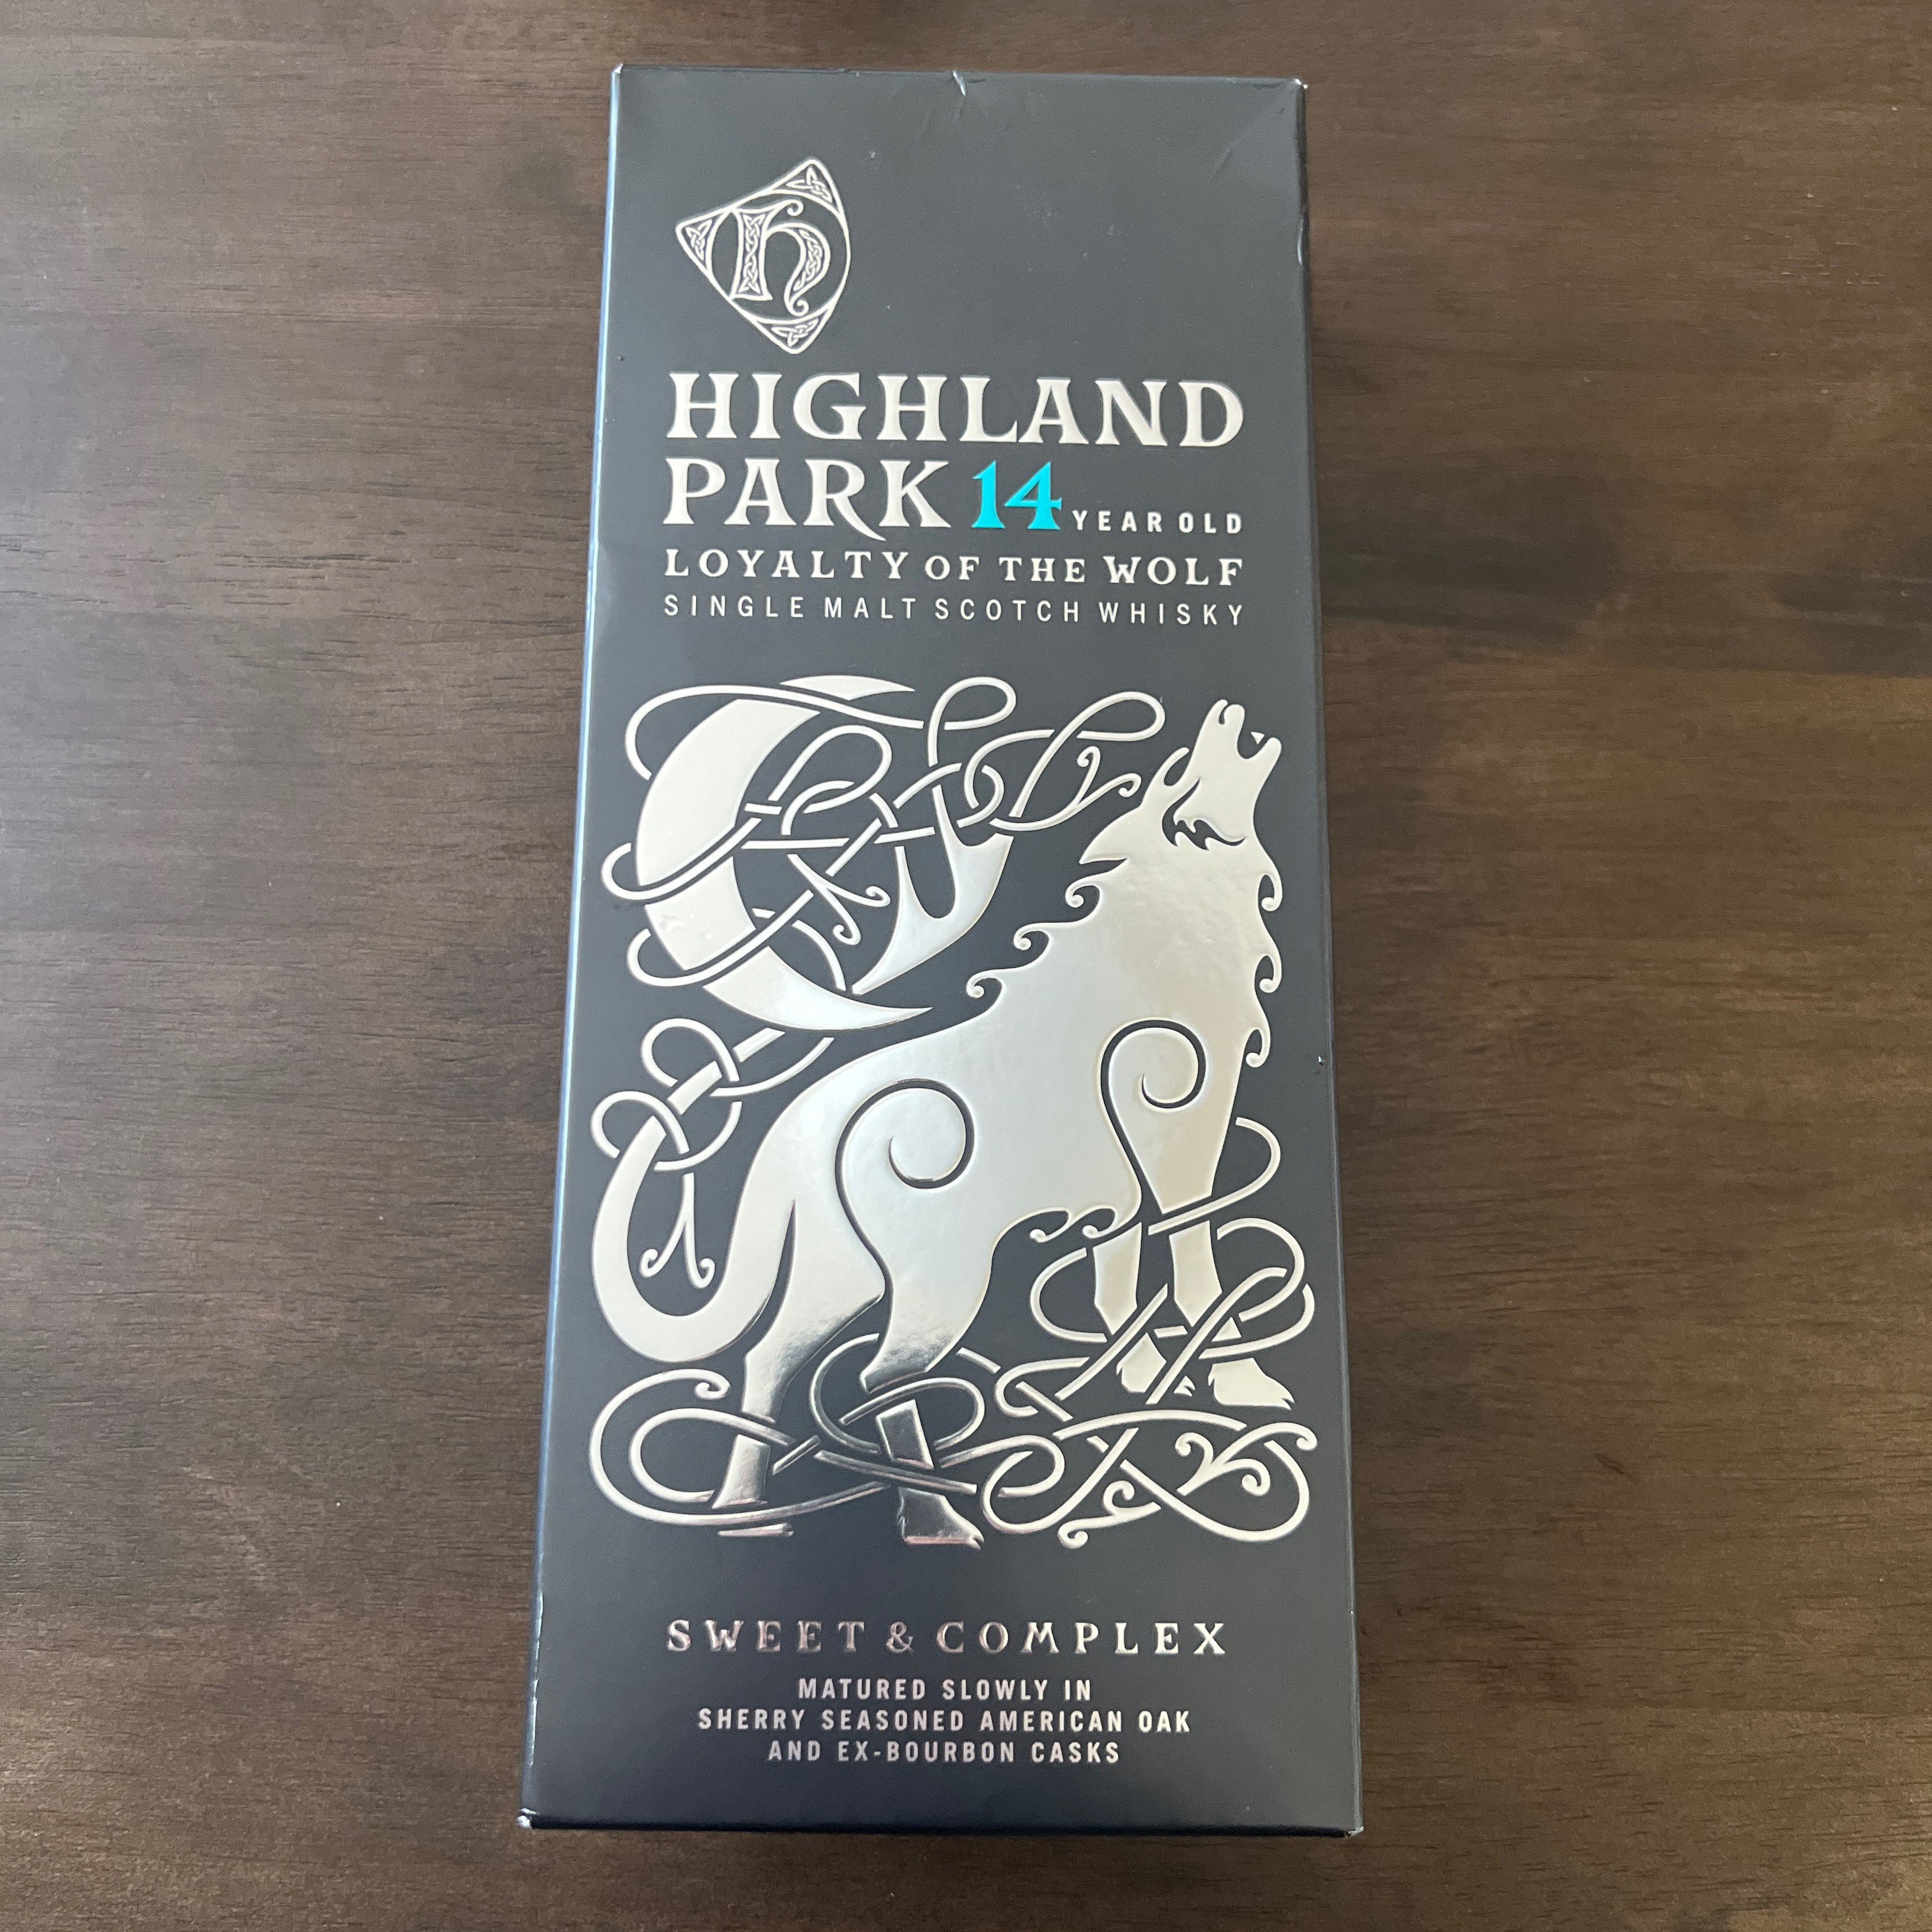 H
HIGHLAND
PARK 14 YEAR OLD
LOYALTY OF THE WOLF
SINGLE MALT SCOTCH WHISKY
SWEET & COMPLEX
MATURED SLOWLY IN
SHERRY SEASONED AMERICAN OAK
AND EX-BOURBON CASKS